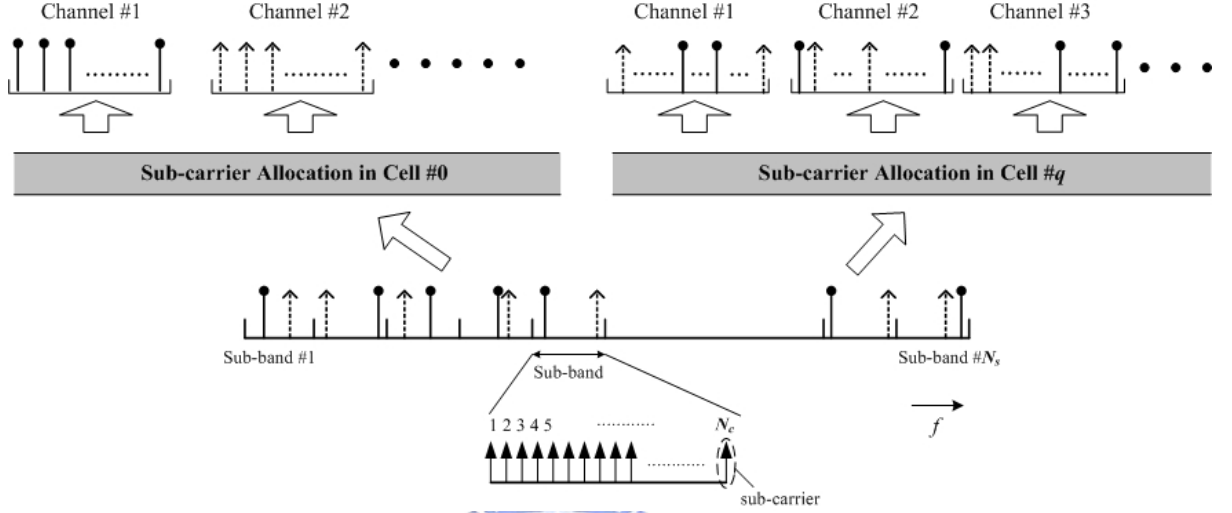 Channel #1
Channel #2
Channel #1
Channel #2
Channel #3
Sub-carrier Allocation in Cell #0
Sub-carrier Allocation in Cell #q
Sub-band #1
Sub-band
Sub-band #Ns
f
1 2 3 4 5
Nc
sub-carrier